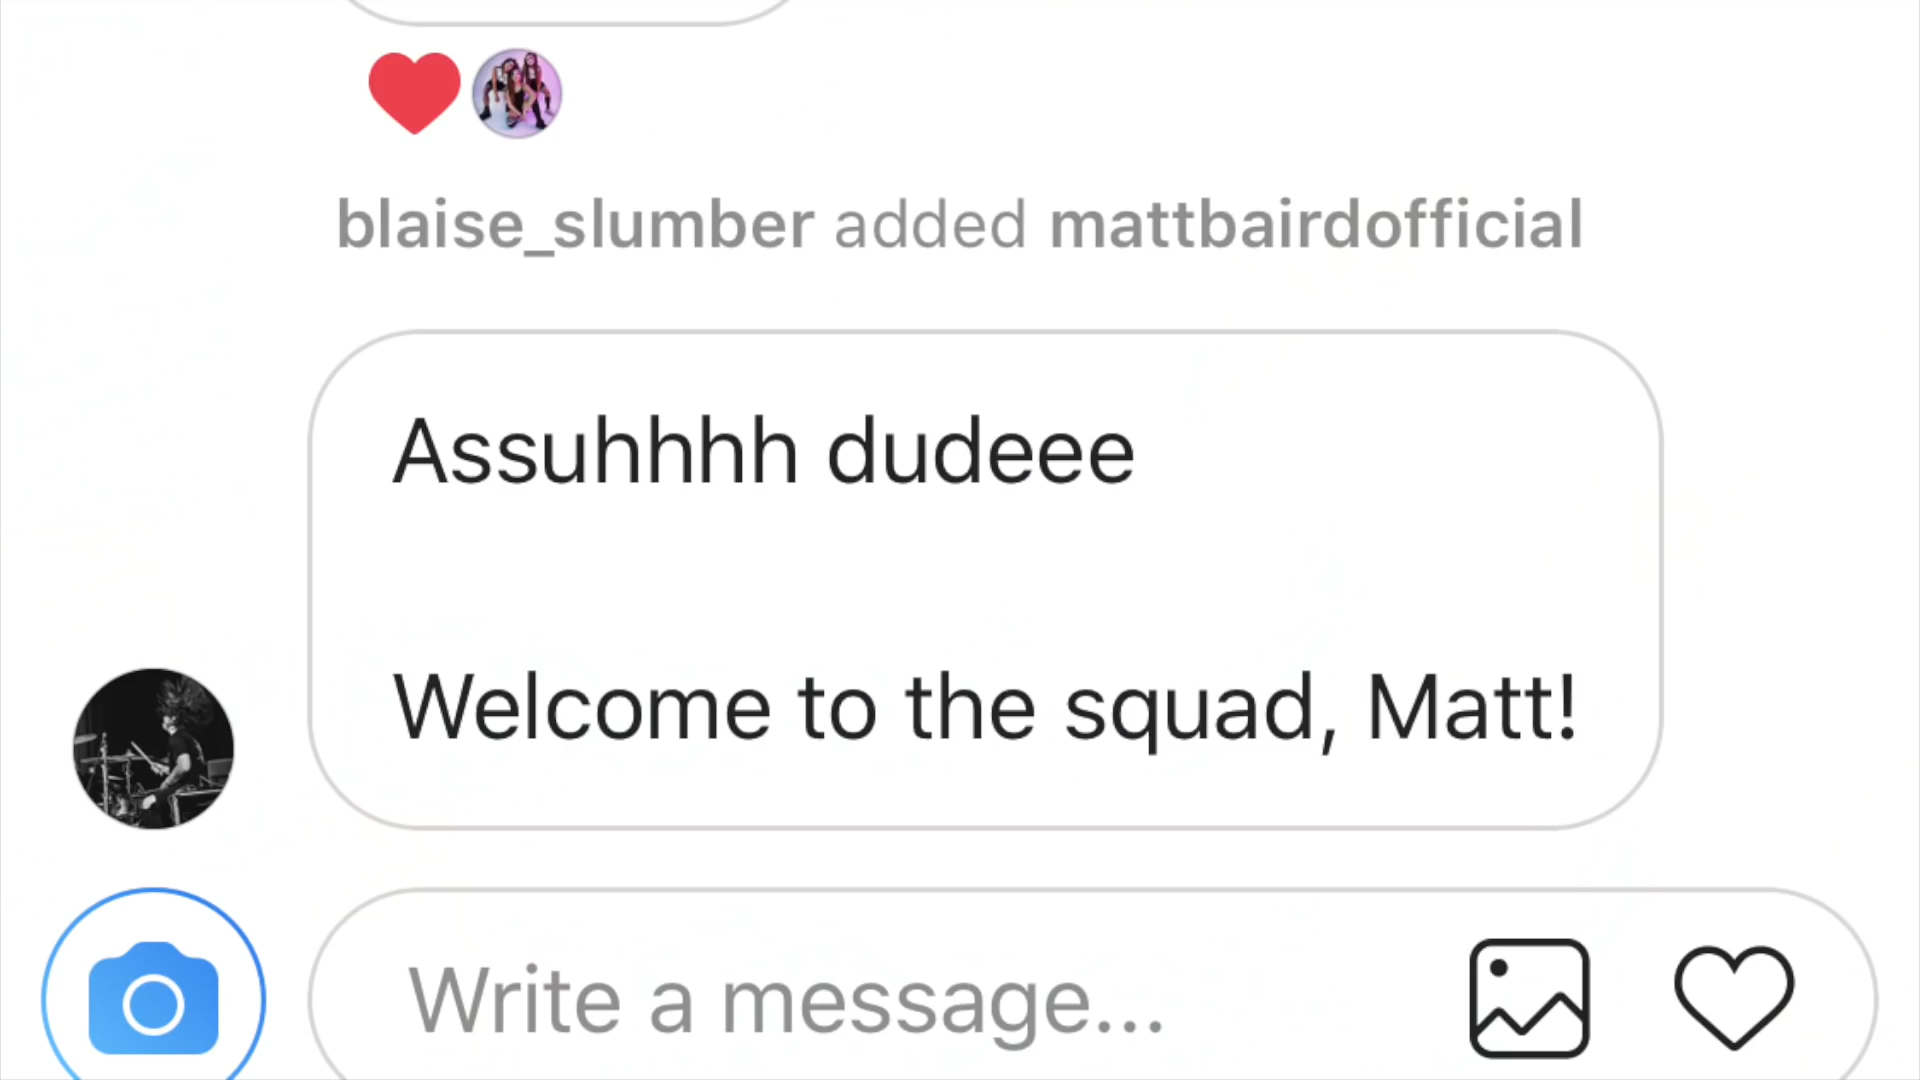 blaise_slumber added mattbairdofficial
Assuhhhh dudeee
Welcome to the squad, Matt!
Write a message...